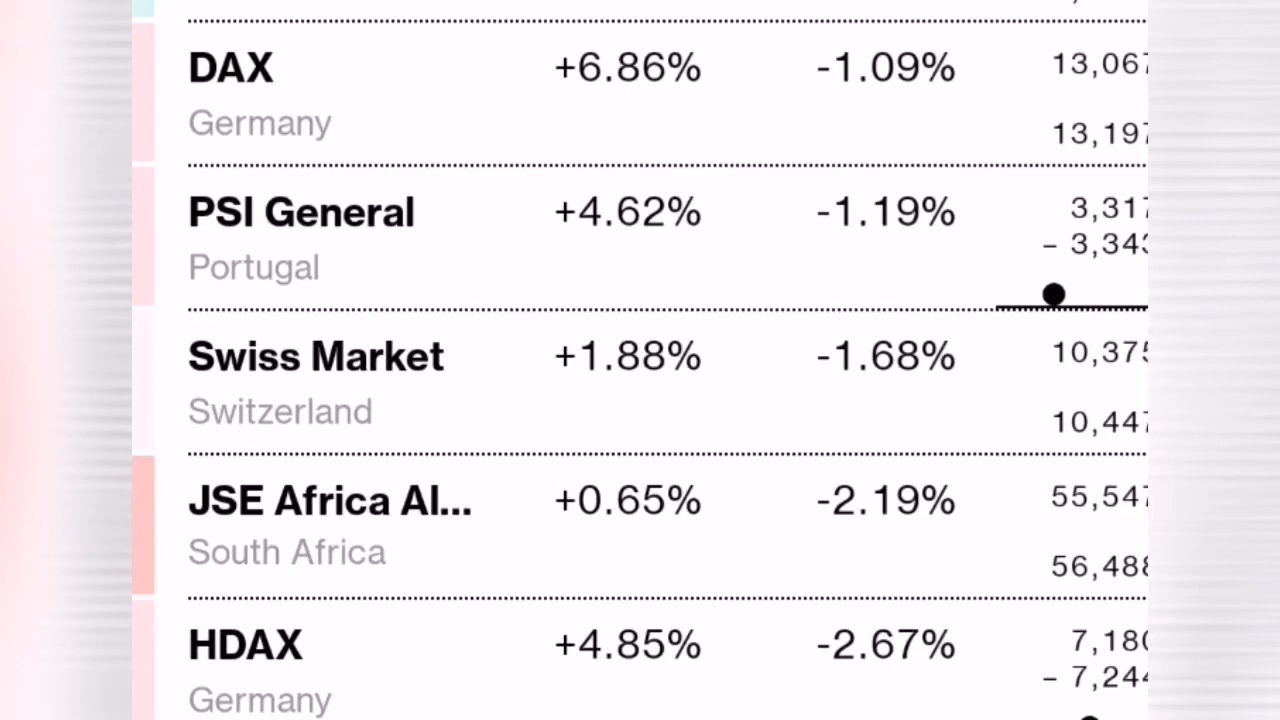 DAX +6.86% -1.09% 13,067
Germany 13,197
PSI General +4.62% -1.19% 3,317
– 3,343
Portugal
Swiss Market +1.88% -1.68% 10,375
Switzerland 10,447
JSE Africa Al... +0.65% -2.19% 55,547
South Africa 56,488
HDAX +4.85% -2.67% 7,180
– 7,244
Germany